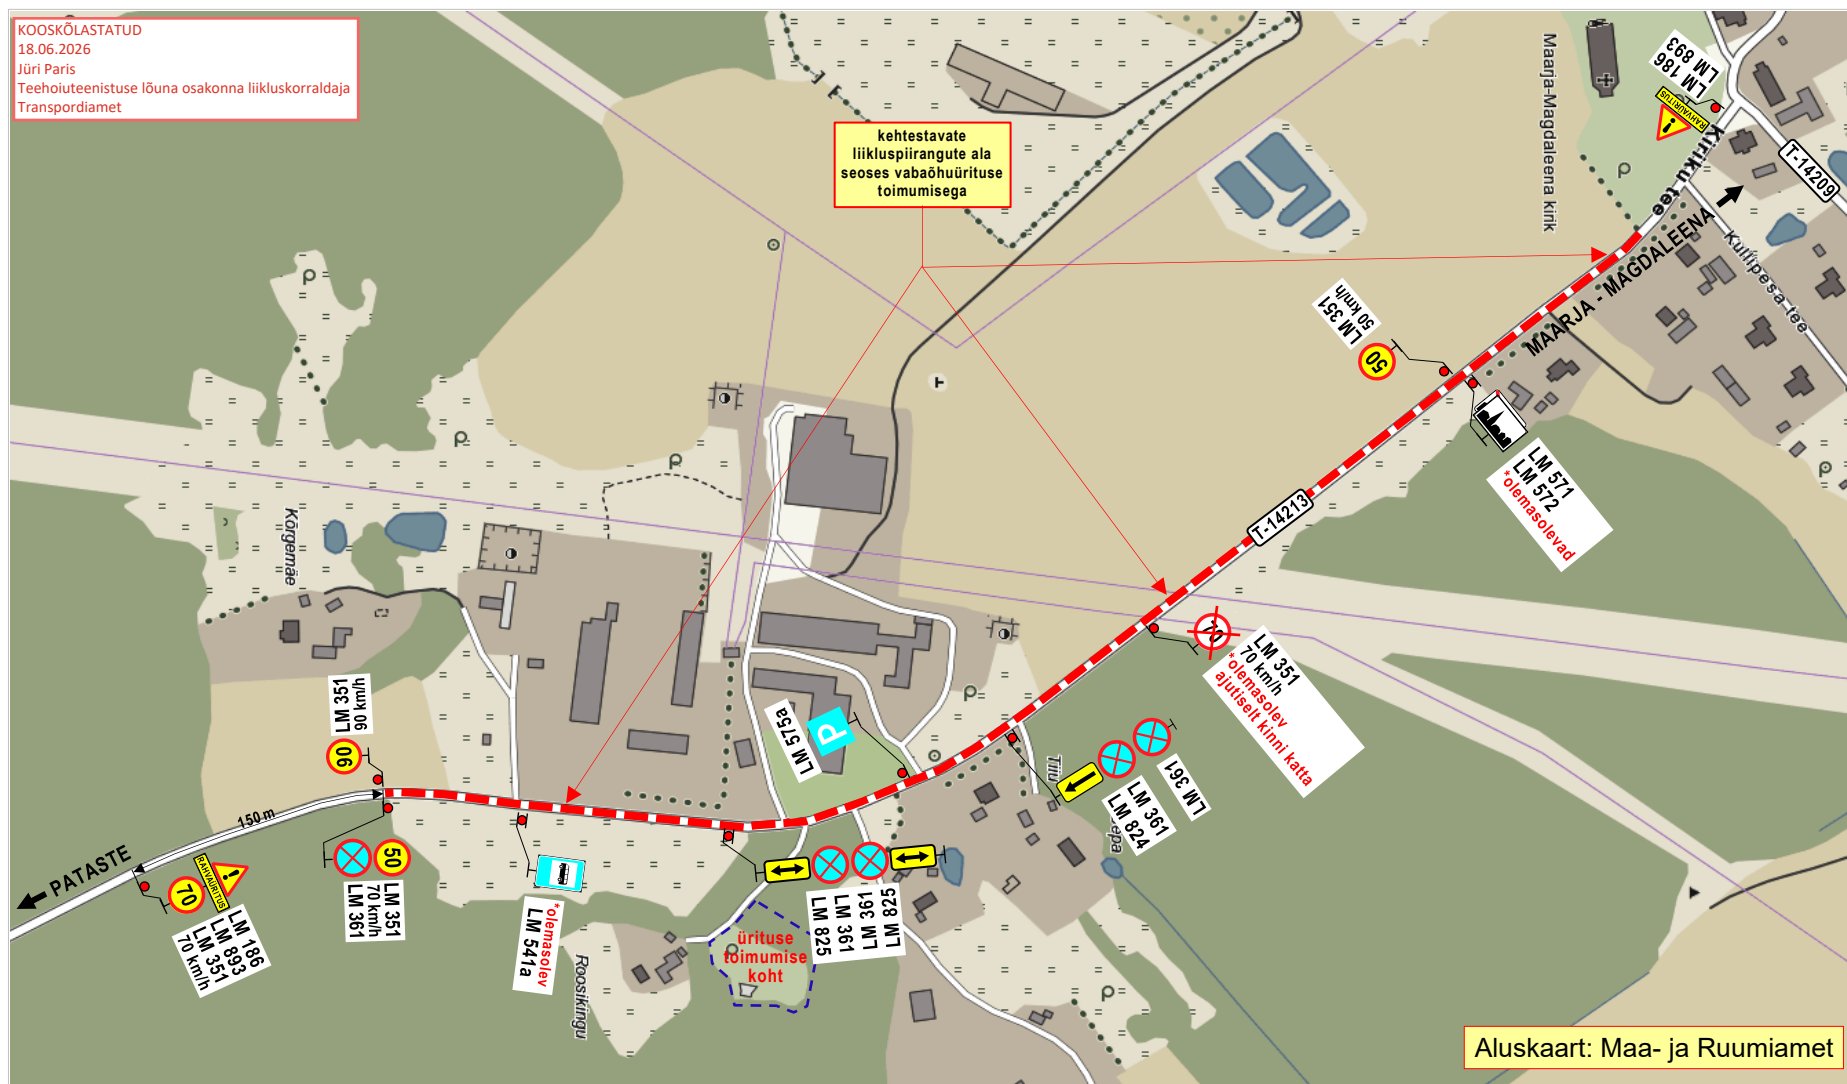 KOOSKÕLASTATUD
18.06.2026
Jüri Paris
Teehoiuteenistuse lõuna osakonna liikluskorraldaja
Transpordiamet
kehtestavate
liikluspiirangute ala
seoses vabaõhuürituse
toimumisega
Maarja-Magdaleena kirik
LM 186
LM 893
RAHVAÜRITUS
Kiriku tee
T-14209
MAARJA - MAGDALEENA
Kullipesa tee
LM 351
50 km/h
50
LM 571
LM 572
*olemasolevad
T-14213
70
LM 351
70 km/h
*olemasolev
ajutiselt kinni katta
Kõrgemäe
LM 351
90 km/h
90
LM 575a
P
Tiiu
LM 361
LM 361
LM 824
150 m
PATASTE
70
RAHVAÜRITUS
LM 186
LM 893
LM 351
70 km/h
50
LM 351
70 km/h
LM 361
*olemasolev
LM 541a
Roosikingu
ürituse
toimumise
koht
LM 825
LM 361
LM 361
LM 825
Aluskaart: Maa- ja Ruumiamet